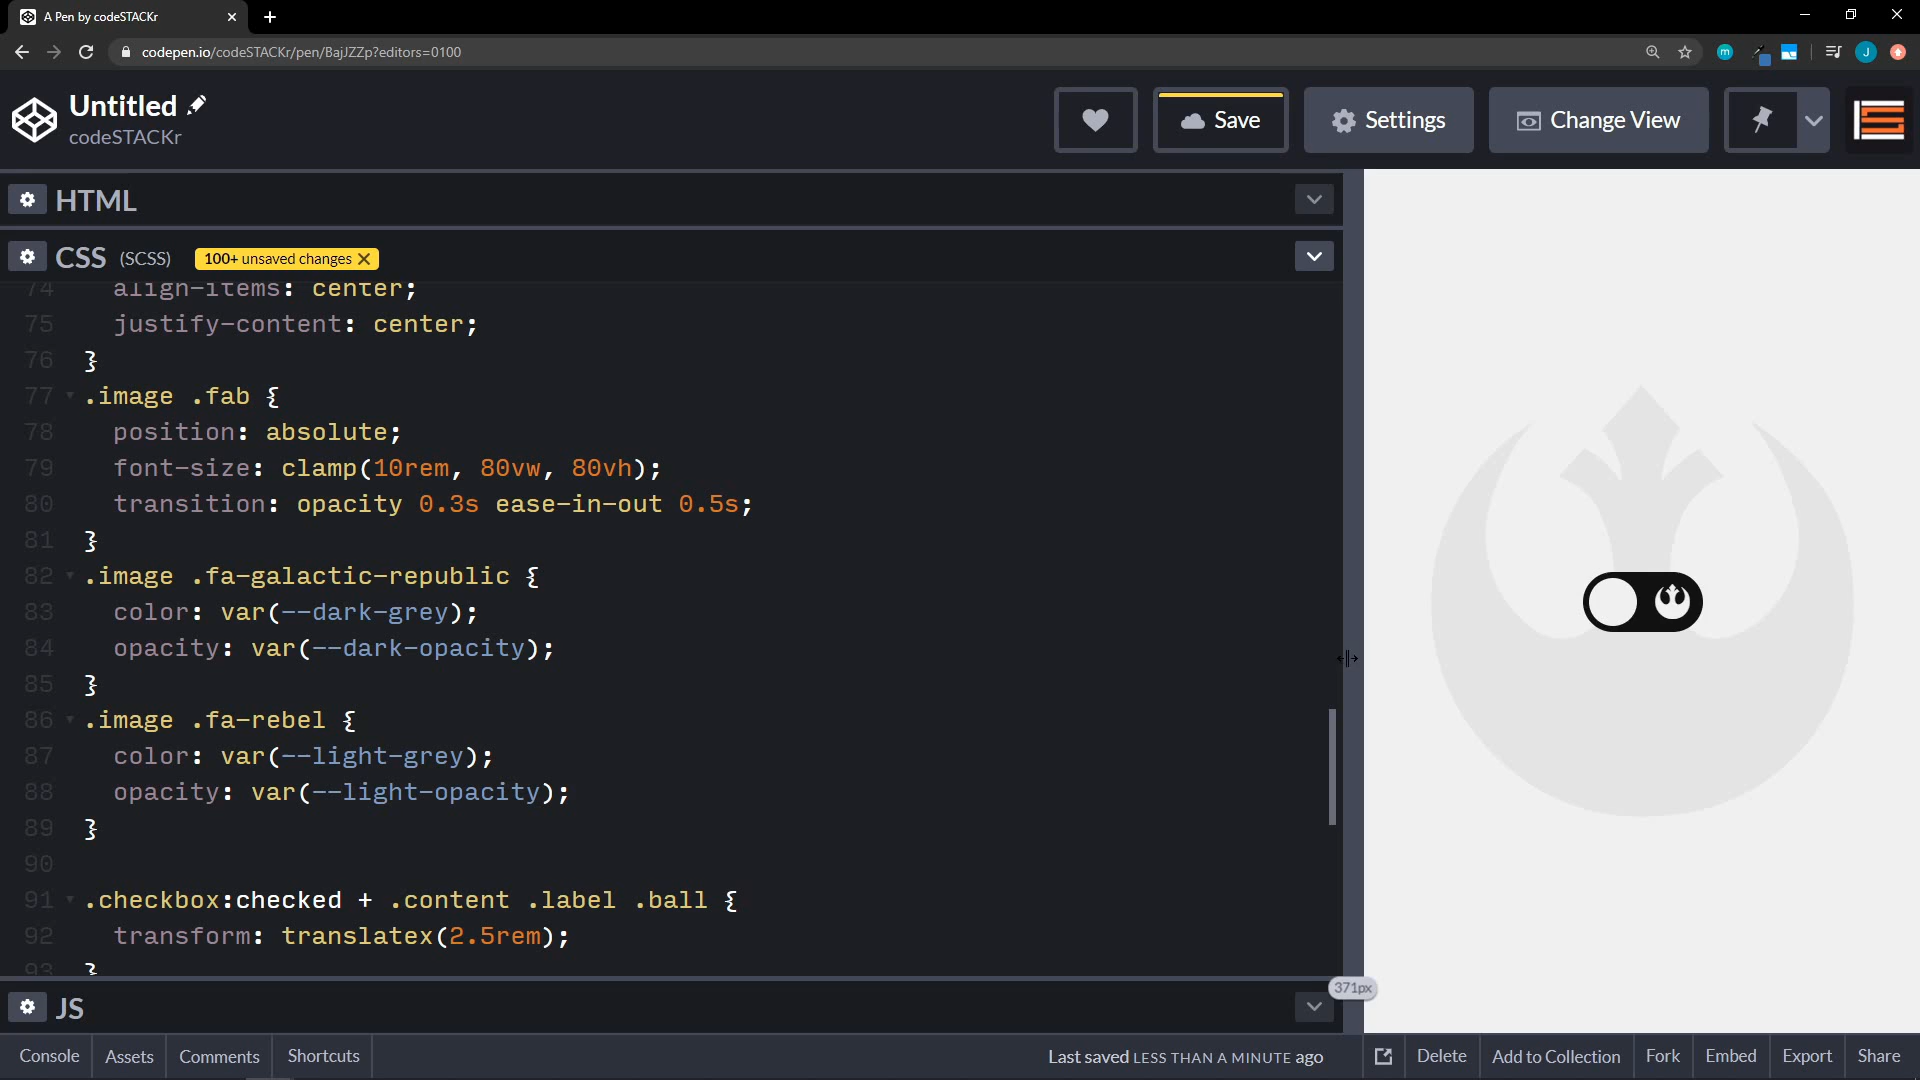 A Pen by codeSTACKr
codepen.io/codeSTACKr/pen/BajJZZp?editors=0100
m
J
Untitled
codeSTACKr
Save
Settings
Change View
HTML
CSS (SCSS) 100+ unsaved changes
74 align-items: center;
75 justify-content: center;
76 }
77 .image .fab {
78 position: absolute;
79 font-size: clamp(10rem, 80vw, 80vh);
80 transition: opacity 0.3s ease-in-out 0.5s;
81 }
82 .image .fa-galactic-republic {
83 color: var(--dark-grey);
84 opacity: var(--dark-opacity);
85 }
86 .image .fa-rebel {
87 color: var(--light-grey);
88 opacity: var(--light-opacity);
89 }
90
91 .checkbox:checked + .content .label .ball {
92 transform: translatex(2.5rem);
93 }
371px
JS
Console Assets Comments Shortcuts Last saved LESS THAN A MINUTE ago Delete Add to Collection Fork Embed Export Share